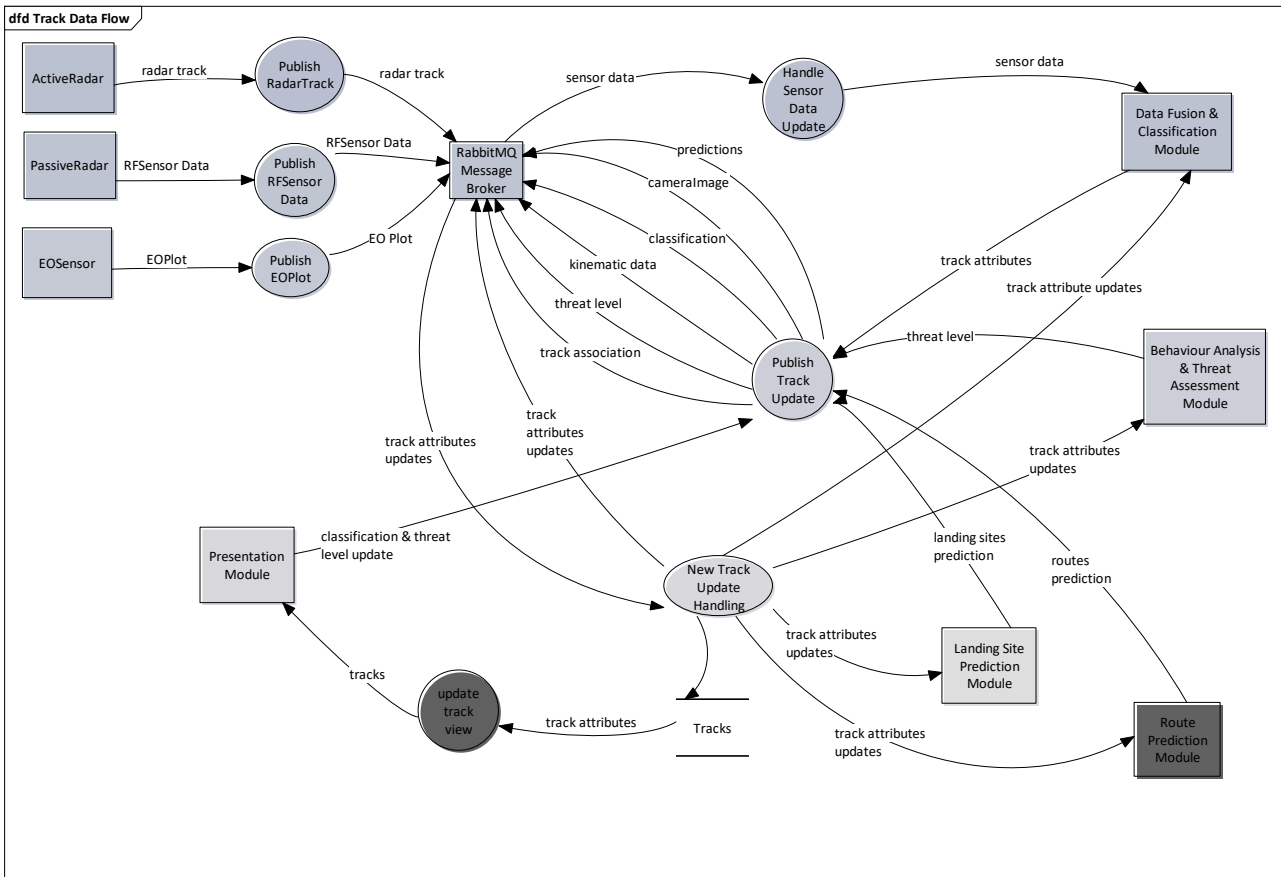 dfd Track Data Flow
ActiveRadar
radar track
Publish
RadarTrack
radar track
sensor data
Handle
Sensor
Data
Update
sensor data
Data Fusion &
Classification
Module
PassiveRadar
RFSensor Data
Publish
RFSensor
Data
RFSensor Data
RabbitMQ
Message
Broker
predictions
cameraImage
classification
kinematic data
threat level
track association
EOSensor
EOPlot
Publish
EOPlot
EO Plot
track attributes
track attribute updates
threat level
Publish
Track
Update
Behaviour Analysis
& Threat
Assessment
Module
track attributes
updates
track
attributes
updates
track attributes
updates
Presentation
Module
classification & threat
level update
New Track
Update
Handling
landing sites
prediction
routes
prediction
track attributes
updates
Landing Site
Prediction
Module
tracks
update
track
view
track attributes
Tracks
track attributes
updates
Route
Prediction
Module